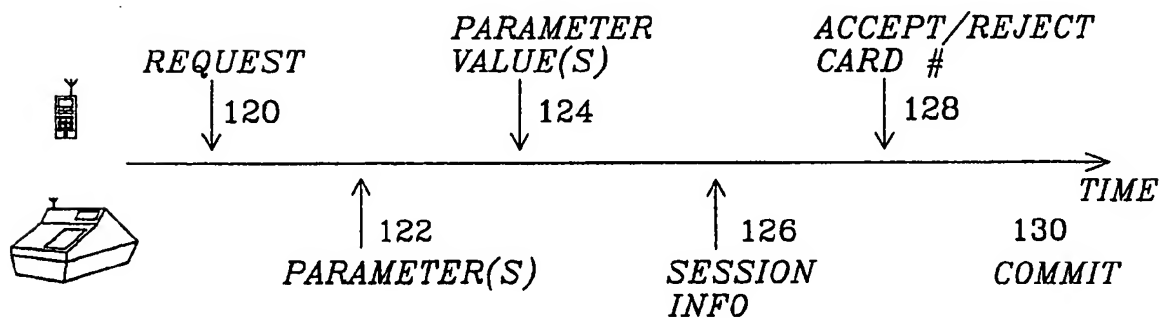 REQUEST
120
PARAMETER
VALUE(S)
124
ACCEPT/REJECT
CARD #
128
TIME
122
PARAMETER(S)
126
SESSION
INFO
130
COMMIT